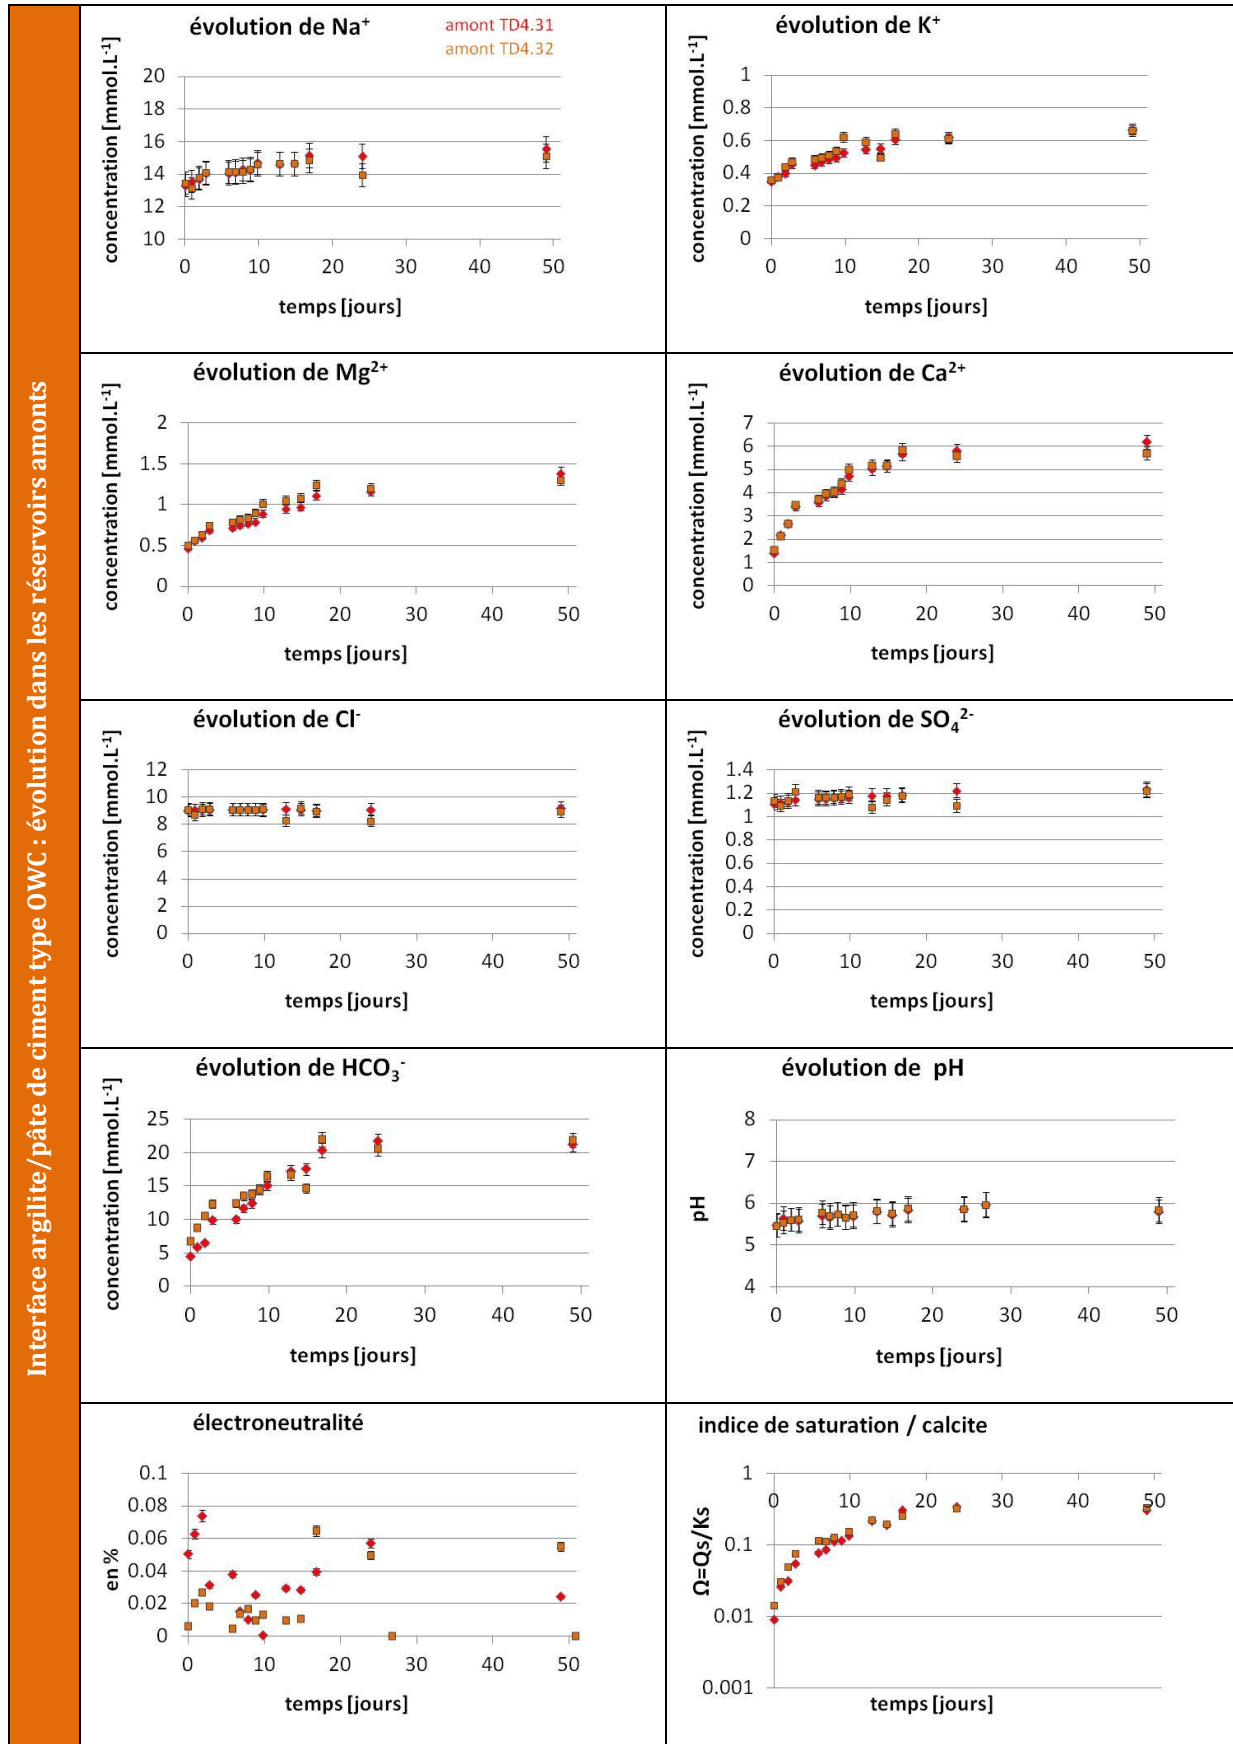 Interface argilite/pâte de ciment type OWC : évolution dans les réservoirs amonts
évolution de Na⁺
amont TD4.31
amont TD4.32
concentration [mmol.L⁻¹]
20
18
16
14
12
10
0 10 20 30 40 50
temps [jours]
évolution de K⁺
concentration [mmol.L⁻¹]
1
0.8
0.6
0.4
0.2
0
0 10 20 30 40 50
temps [jours]
évolution de Mg²⁺
concentration [mmol.L⁻¹]
2
1.5
1
0.5
0
0 10 20 30 40 50
temps [jours]
évolution de Ca²⁺
concentration [mmol.L⁻¹]
7
6
5
4
3
2
1
0
0 10 20 30 40 50
temps [jours]
évolution de Cl⁻
concentration [mmol.L⁻¹]
12
10
8
6
4
2
0
0 10 20 30 40 50
temps [jours]
évolution de SO₄²⁻
concentration [mmol.L⁻¹]
1.4
1.2
1
0.8
0.6
0.4
0.2
0
0 10 20 30 40 50
temps [jours]
évolution de HCO₃⁻
concentration [mmol.L⁻¹]
25
20
15
10
5
0
0 10 20 30 40 50
temps [jours]
évolution de pH
pH
8
7
6
5
4
0 10 20 30 40 50
temps [jours]
électroneutralité
en %
0.1
0.08
0.06
0.04
0.02
0
0 10 20 30 40 50
temps [jours]
indice de saturation / calcite
Ω=Qs/Ks
1
0 10 20 30 40 50
0.1
0.01
0.001
temps [jours]